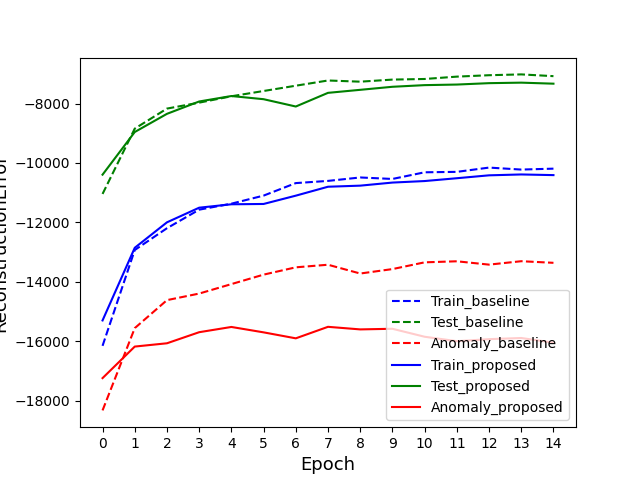 ReconstructionError
−8000
−10000
−12000
−14000
−16000
−18000
0 1 2 3 4 5 6 7 8 9 10 11 12 13 14
Epoch
Train_baseline
Test_baseline
Anomaly_baseline
Train_proposed
Test_proposed
Anomaly_proposed